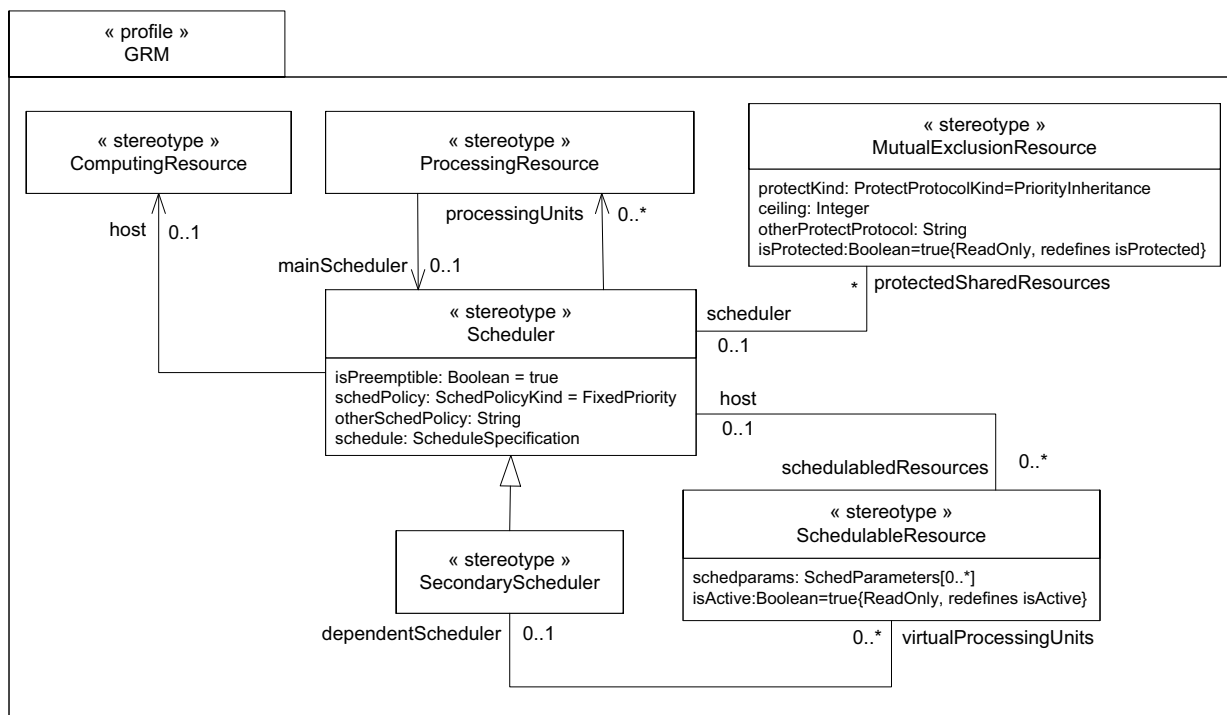 « profile »
GRM
« stereotype »
ComputingResource
« stereotype »
ProcessingResource
« stereotype »
MutualExclusionResource
protectKind: ProtectProtocolKind=PriorityInheritance
ceiling: Integer
otherProtectProtocol: String
isProtected:Boolean=true{ReadOnly, redefines isProtected}
host
0..1
processingUnits
0..*
mainScheduler
0..1
* protectedSharedResources
« stereotype »
Scheduler
isPreemptible: Boolean = true
schedPolicy: SchedPolicyKind = FixedPriority
otherSchedPolicy: String
schedule: ScheduleSpecification
scheduler
0..1
host
0..1
schedulabledResources
0..*
« stereotype »
SecondaryScheduler
« stereotype »
SchedulableResource
schedparams: SchedParameters[0..*]
isActive:Boolean=true{ReadOnly, redefines isActive}
dependentScheduler
0..1
0..*
virtualProcessingUnits